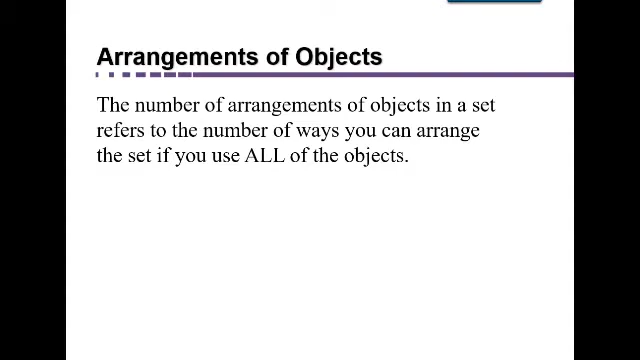 Arrangements of Objects
The number of arrangements of objects in a set
refers to the number of ways you can arrange
the set if you use ALL of the objects.